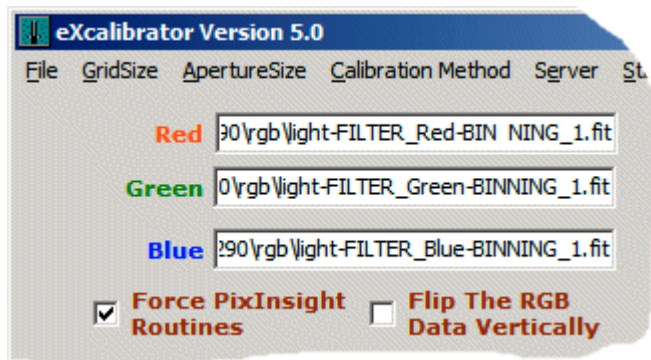 eXcalibrator Version 5.0
File GridSize ApertureSize Calibration Method Server
Red 90\rgb\light-FILTER_Red-BIN NING_1.fit
Green 0\rgb\light-FILTER_Green-BINNING_1.fit
Blue 290\rgb\light-FILTER_Blue-BINNING_1.fit
Force PixInsight Routines
Flip The RGB Data Vertically